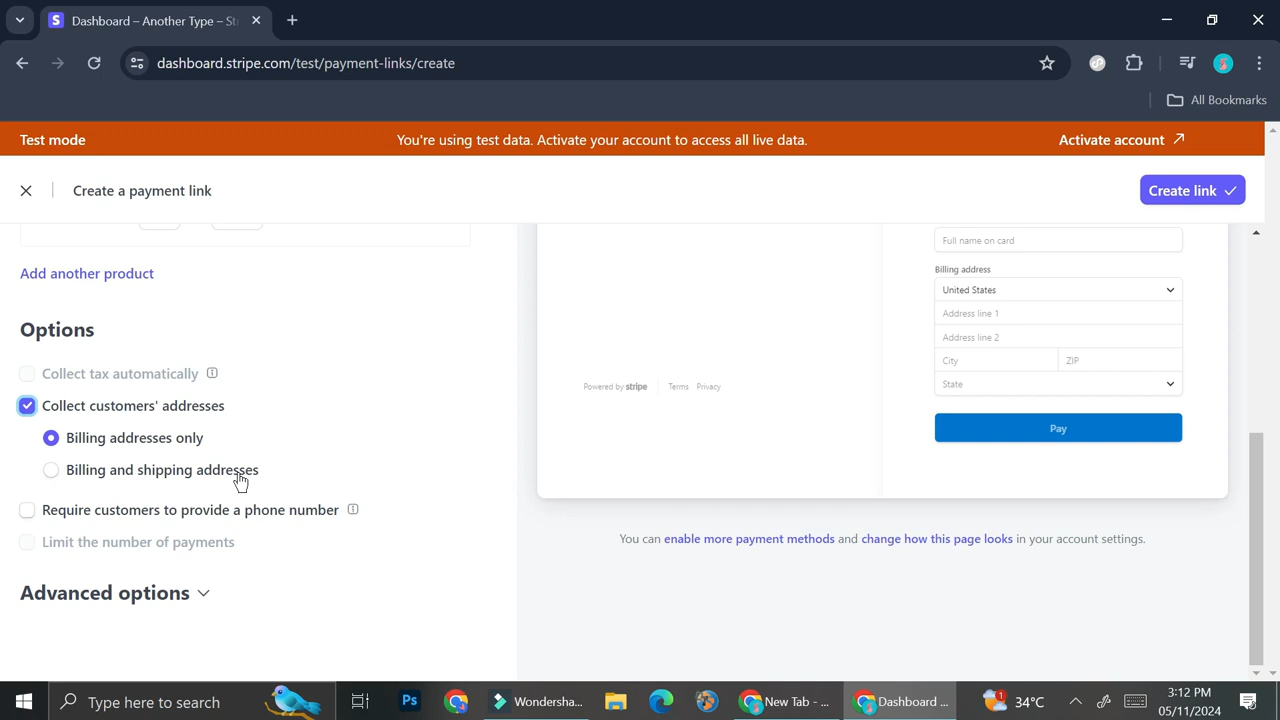 Dashboard – Another Type – St
dashboard.stripe.com/test/payment-links/create
All Bookmarks
Test mode
You're using test data. Activate your account to access all live data.
Activate account
Create a payment link
Create link
Full name on card
Billing address
Add another product
United States
Address line 1
Options
Address line 2
City
ZIP
Collect tax automatically
State
Powered by stripe
Terms
Privacy
Collect customers' addresses
Pay
Billing addresses only
Billing and shipping addresses
Require customers to provide a phone number
You can enable more payment methods and change how this page looks in your account settings.
Limit the number of payments
Advanced options
Type here to search
Ps
Wondersha...
New Tab - ...
Dashboard ...
34°C
3:12 PM
05/11/2024